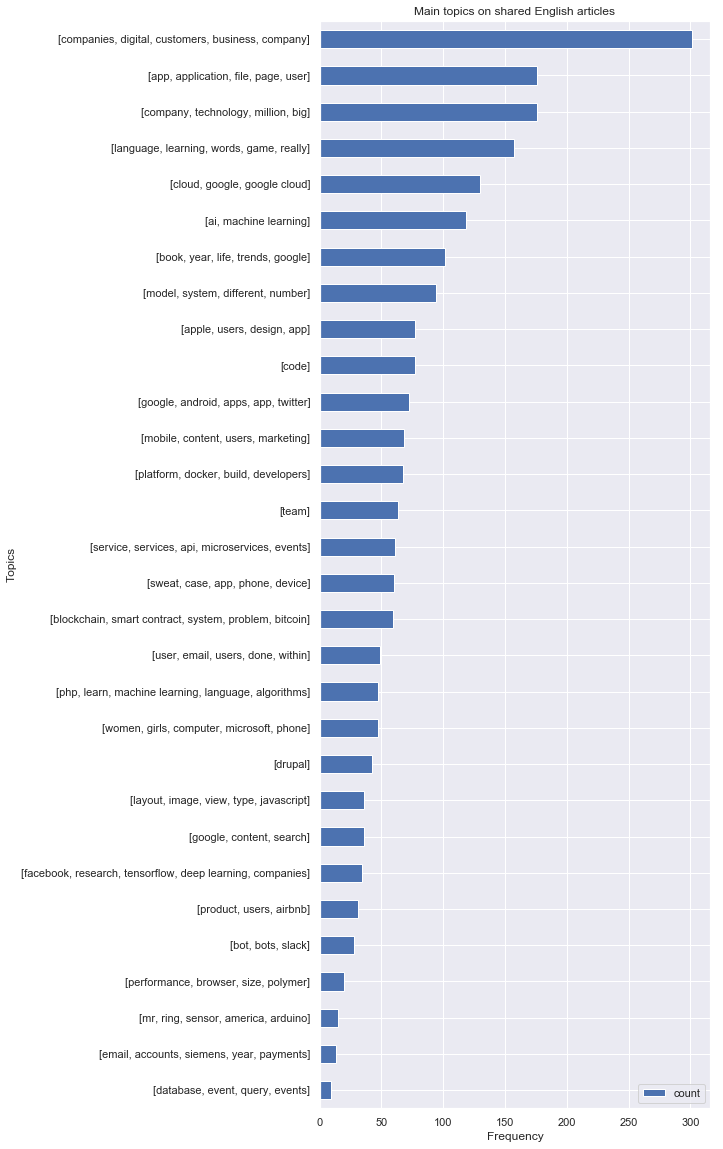 Main topics on shared English articles
[companies, digital, customers, business, company]
[app, application, file, page, user]
[company, technology, million, big]
[language, learning, words, game, really]
[cloud, google, google cloud]
[ai, machine learning]
[book, year, life, trends, google]
[model, system, different, number]
[apple, users, design, app]
[code]
[google, android, apps, app, twitter]
[mobile, content, users, marketing]
[platform, docker, build, developers]
[team]
[service, services, api, microservices, events]
[sweat, case, app, phone, device]
[blockchain, smart contract, system, problem, bitcoin]
[user, email, users, done, within]
[php, learn, machine learning, language, algorithms]
[women, girls, computer, microsoft, phone]
[drupal]
[layout, image, view, type, javascript]
[google, content, search]
[facebook, research, tensorflow, deep learning, companies]
[product, users, airbnb]
[bot, bots, slack]
[performance, browser, size, polymer]
[mr, ring, sensor, america, arduino]
[email, accounts, siemens, year, payments]
[database, event, query, events]
Topics
count
0 50 100 150 200 250 300
Frequency